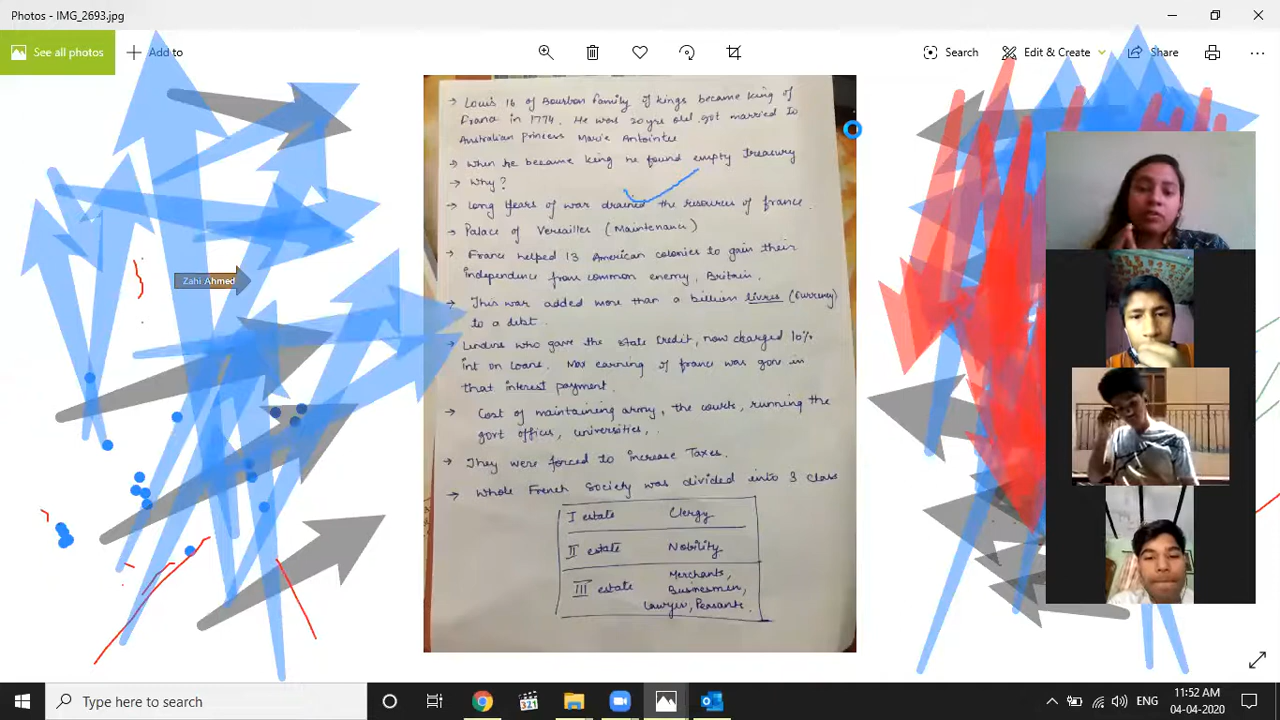 Photos - IMG_2693.jpg
See all photos
Add to
Search
Edit & Create
Share
→ Louis 16 of Bourbon family of kings became king of
France in 1774. He was 20 yrs old got married to
Australian princess Marie
→ When he became king he found empty Treasury
→ Why?
→ Long years of war drained the resources of france.
→ Palace of Versailles (Maintenance)
→ France helped 13 American colonies to gain their
independence from common enemy, Britain.
→ This war added more than a billion livres (Currency)
to a debt.
→ Lenders who gave the state Credit, now charged 10%
int on loans. Max earning of france was gone in
that interest payment.
→ Cost of maintaining army, the courts, running the
govt offices, universities,.
→ They were forced to increase Taxes.
→ Whole French Society was divided into 3 class
I estate Clergy
II estate Nobility
III estate Merchants,
Businessmen,
Lawyer, Peasants.
Zahi Ahmed
Type here to search
321
ENG
11:52 AM
04-04-2020